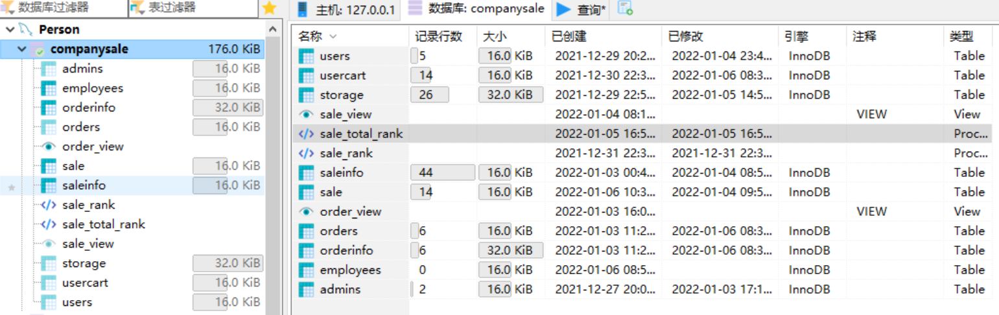 数据库过滤器 表过滤器 主机: 127.0.0.1 数据库: companysale 查询*
Person
companysale 176.0 KiB
admins 16.0 KiB
employees 16.0 KiB
orderinfo 32.0 KiB
orders 16.0 KiB
order_view
sale 16.0 KiB
saleinfo 16.0 KiB
sale_rank
sale_total_rank
sale_view
storage 32.0 KiB
usercart 16.0 KiB
users 16.0 KiB
名称 记录行数 大小 已创建 已修改 引擎 注释 类型
users 5 16.0 KiB 2021-12-29 20:2... 2022-01-04 23:4... InnoDB Table
usercart 14 16.0 KiB 2021-12-30 22:3... 2022-01-06 08:3... InnoDB Table
storage 26 32.0 KiB 2021-12-29 22:5... 2022-01-05 14:5... InnoDB Table
sale_view 2022-01-04 08:1... VIEW View
sale_total_rank 2022-01-05 16:5... 2022-01-05 16:5... Proc...
sale_rank 2021-12-31 22:3... 2021-12-31 22:3... Proc...
saleinfo 44 16.0 KiB 2022-01-03 00:4... 2022-01-04 08:5... InnoDB Table
sale 14 16.0 KiB 2022-01-06 10:3... 2022-01-04 09:5... InnoDB Table
order_view 2022-01-03 16:0... VIEW View
orders 6 16.0 KiB 2022-01-03 11:2... 2022-01-06 08:3... InnoDB Table
orderinfo 6 32.0 KiB 2022-01-03 11:2... 2022-01-06 08:3... InnoDB Table
employees 0 16.0 KiB 2022-01-06 08:5... InnoDB Table
admins 2 16.0 KiB 2021-12-27 20:0... 2022-01-03 17:1... InnoDB Table